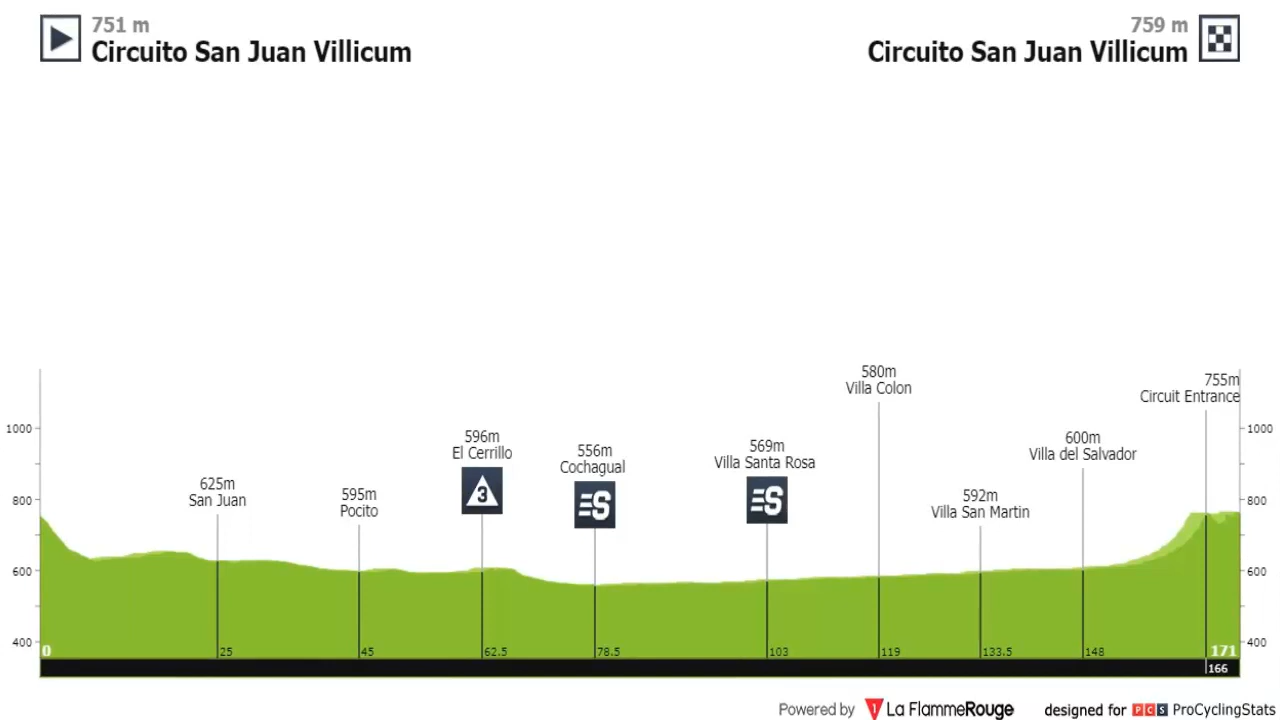 751 m
Circuito San Juan Villicum
759 m
Circuito San Juan Villicum
580m
Villa Colon
755m
Circuit Entrance
596m
El Cerrillo
3
556m
Cochagual
S
569m
Villa Santa Rosa
S
600m
Villa del Salvador
625m
San Juan
595m
Pocito
592m
Villa San Martin
1000
800
600
400
1000
800
600
400
0
25
45
62.5
78.5
103
119
133.5
148
171
166
Powered by 1 La FlammeRouge designed for PCS ProCyclingStats